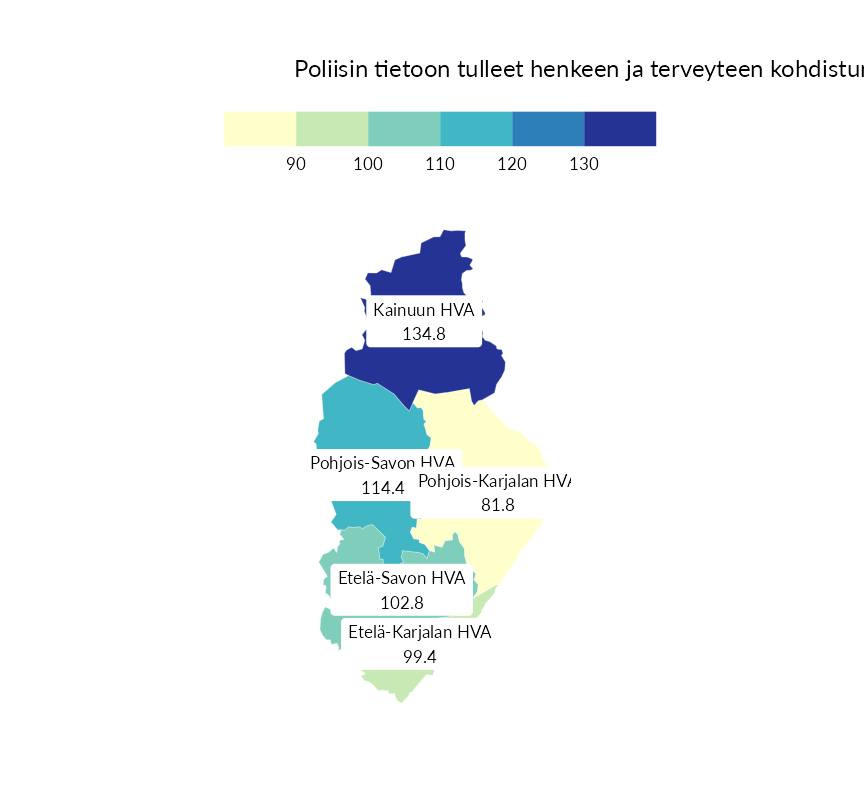 Poliisin tietoon tulleet henkeen ja terveyteen
90 100 110 120 130
Kainuun HVA
134.8
Pohjois-Savon HVA
114.4
Pohjois-Karjalan HVA
81.8
Etelä-Savon HVA
102.8
Etelä-Karjalan HVA
99.4